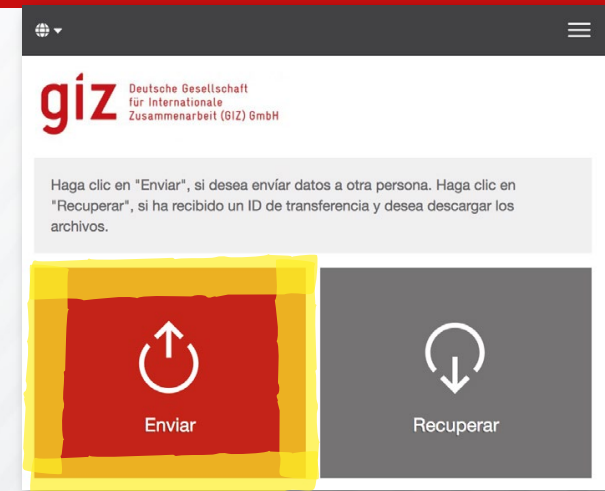 giz Deutsche Gesellschaft
für Internationale
Zusammenarbeit (GIZ) GmbH
Haga clic en "Enviar", si desea envíar datos a otra persona. Haga clic en
"Recuperar", si ha recibido un ID de transferencia y desea descargar los
archivos.
Enviar
Recuperar